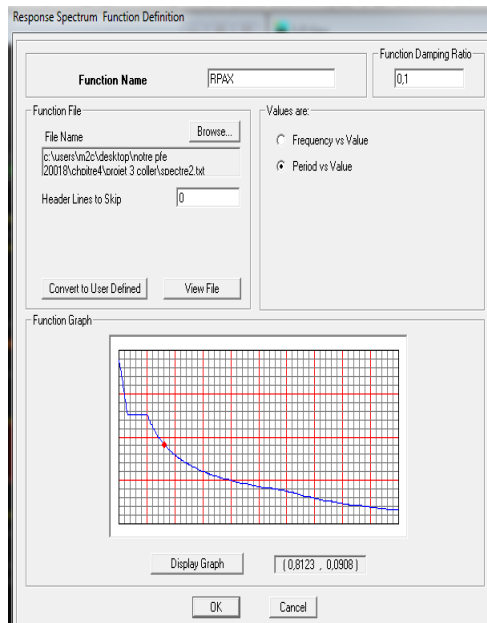 Response Spectrum Function Definition
Function Damping Ratio
Function Name
RPAX
0,1
Function File
Values are:
File Name
Browse...
Frequency vs Value
c:\users\m2c\desktop\notre pfe
20018\chpitre4\projet 3 coller\spectre2.txt
Period vs Value
Header Lines to Skip
0
Convert to User Defined
View File
Function Graph
Display Graph
(0,8123 , 0,0908)
OK
Cancel